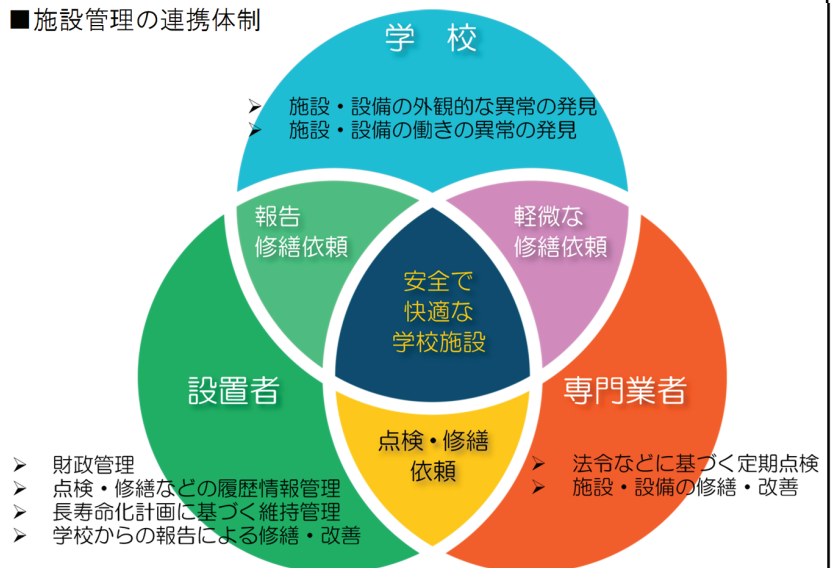 ■施設管理の連携体制
学 校
➢ 施設・設備の外観的な異常の発見
➢ 施設・設備の働きの異常の発見
報告
修繕依頼
軽微な
修繕依頼
安全で
快適な
学校施設
設置者
専門業者
点検・修繕
依頼
➢ 財政管理
➢ 点検・修繕などの履歴情報管理
➢ 長寿命化計画に基づく維持管理
➢ 学校からの報告による修繕・改善
➢ 法令などに基づく定期点検
➢ 施設・設備の修繕・改善